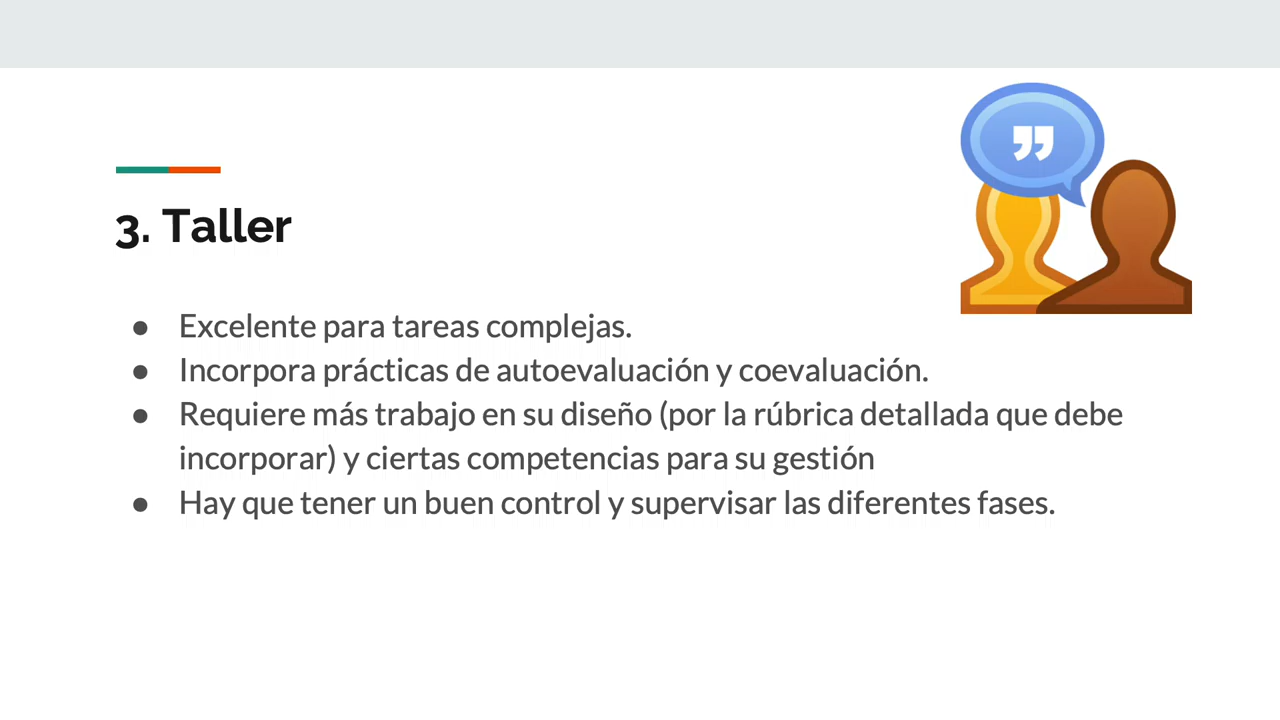 3. Taller
● Excelente para tareas complejas.
● Incorpora prácticas de autoevaluación y coevaluación.
● Requiere más trabajo en su diseño (por la rúbrica detallada que debe
incorporar) y ciertas competencias para su gestión
● Hay que tener un buen control y supervisar las diferentes fases.